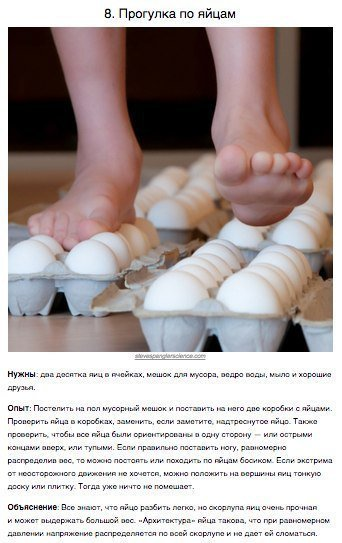 8. Прогулка по яйцам
stevespanglerscience.com
Нужны: два десятка яиц в ячейках, мешок для мусора, ведро воды, мыло и хорошие
друзья.
Опыт: Постелить на пол мусорный мешок и поставить на него две коробки с яйцами.
Проверить яйца в коробках, заменить, если заметите, надтреснутое яйцо. Также
проверить, чтобы все яйца были ориентированы в одну сторону — или острыми
концами вверх, или тупыми. Если правильно поставить ногу, равномерно
распределив вес, то можно постоять или походить по яйцам босиком. Если экстрима
от неосторожного движения не хочется, можно положить на вершины яиц тонкую
доску или плитку. Тогда уже ничто не помешает.
Объяснение: Все знают, что яйцо разбить легко, но скорлупа яиц очень прочная
и может выдержать большой вес. «Архитектура» яйца такова, что при равномерном
давлении напряжение распределяется по всей скорлупе и не дает ей сломаться.